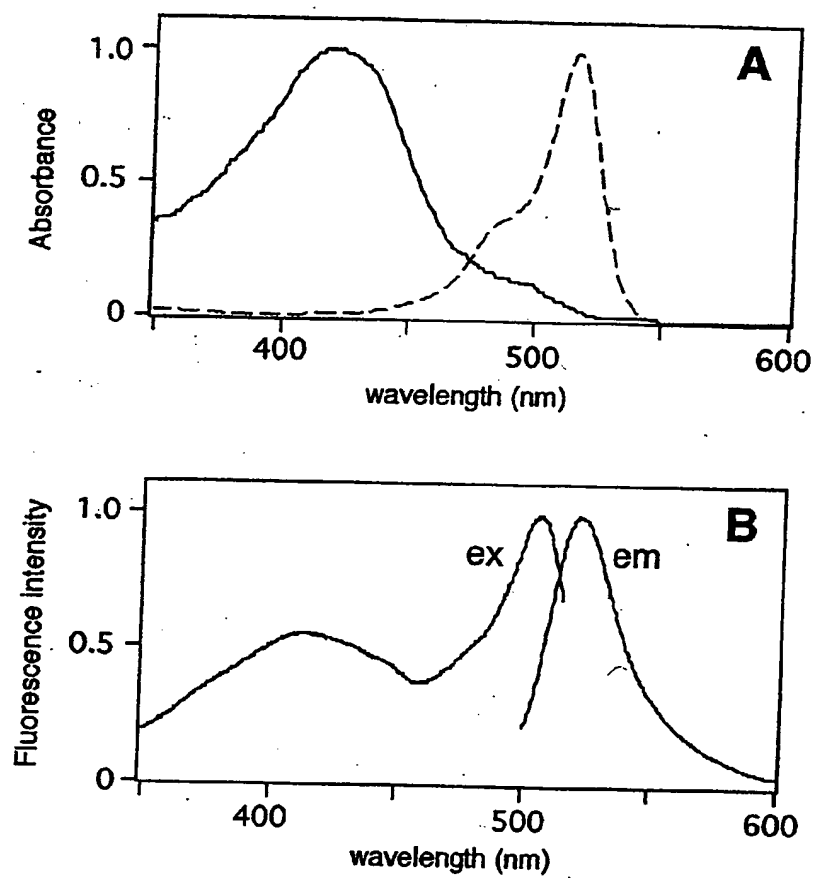 A
Absorbance
1.0
0.5
0
400
500
600
wavelength (nm)
B
Fluorescence intensity
1.0
0.5
0
ex
em
400
500
600
wavelength (nm)